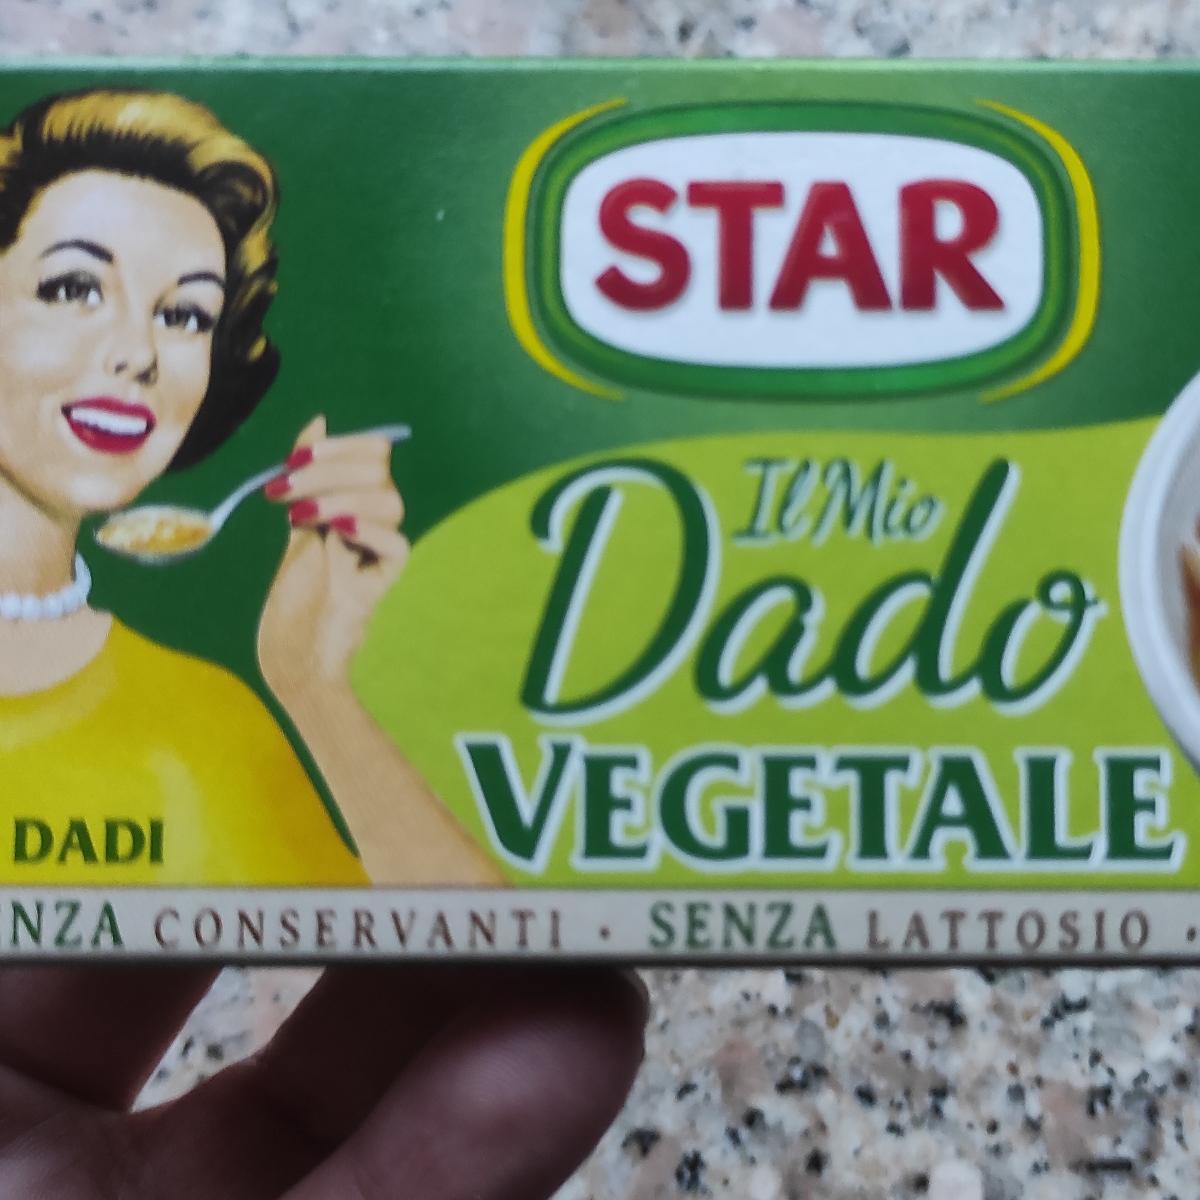 STAR
Il Mio
Dado
VEGETALE
DADI
CONSERVANTI · SENZA LATTOSIO ·